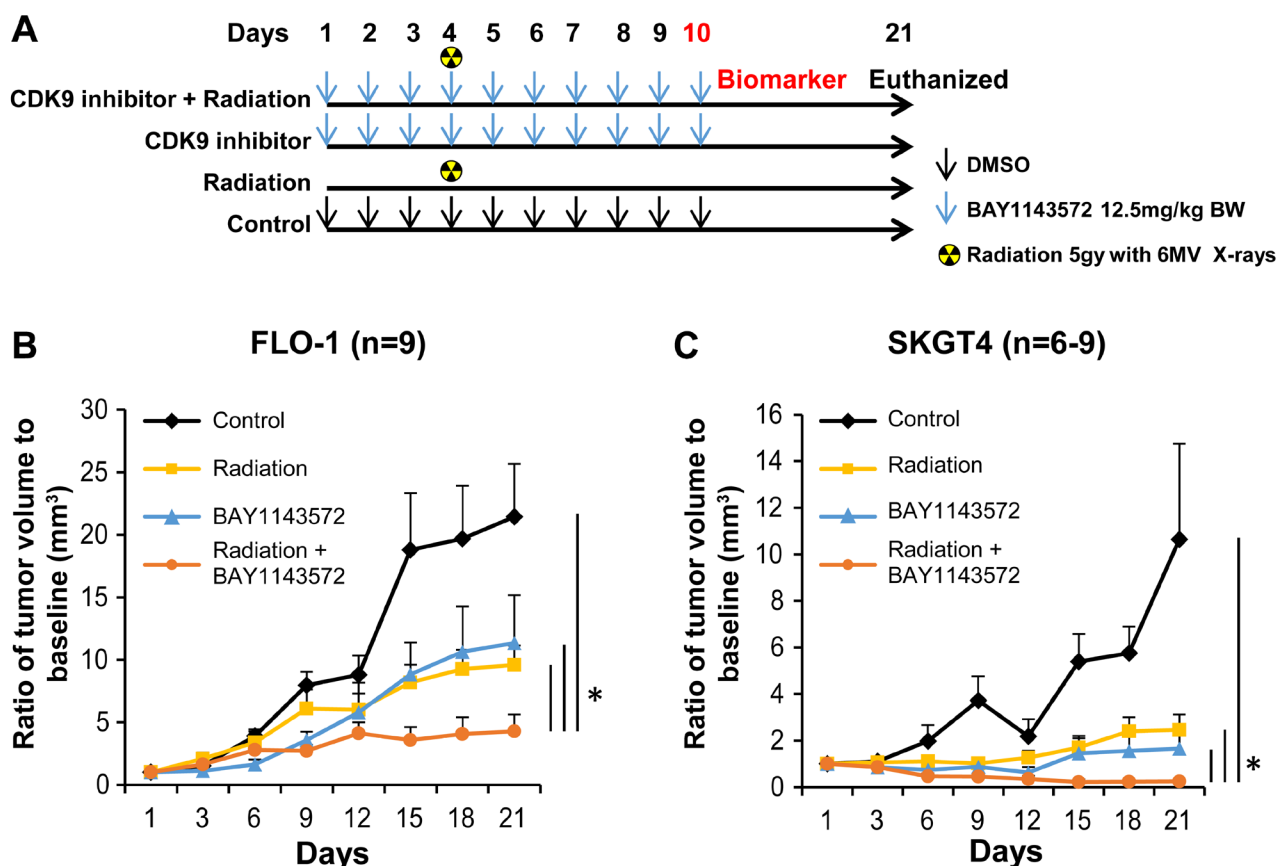 A
Days 1 2 3 4 5 6 7 8 9 10 21
Biomarker Euthanized
CDK9 inhibitor + Radiation
CDK9 inhibitor
Radiation
Control
DMSO
BAY1143572 12.5mg/kg BW
Radiation 5gy with 6MV X-rays
B FLO-1 (n=9)
Ratio of tumor volume to
baseline (mm³)
30
25
20
15
10
5
0
Control
Radiation
BAY1143572
Radiation +
BAY1143572
*
1 3 6 9 12 15 18 21
Days
C SKGT4 (n=6-9)
Ratio of tumor volume to
baseline (mm³)
16
14
12
10
8
6
4
2
0
Control
Radiation
BAY1143572
Radiation +
BAY1143572
*
1 3 6 9 12 15 18 21
Days